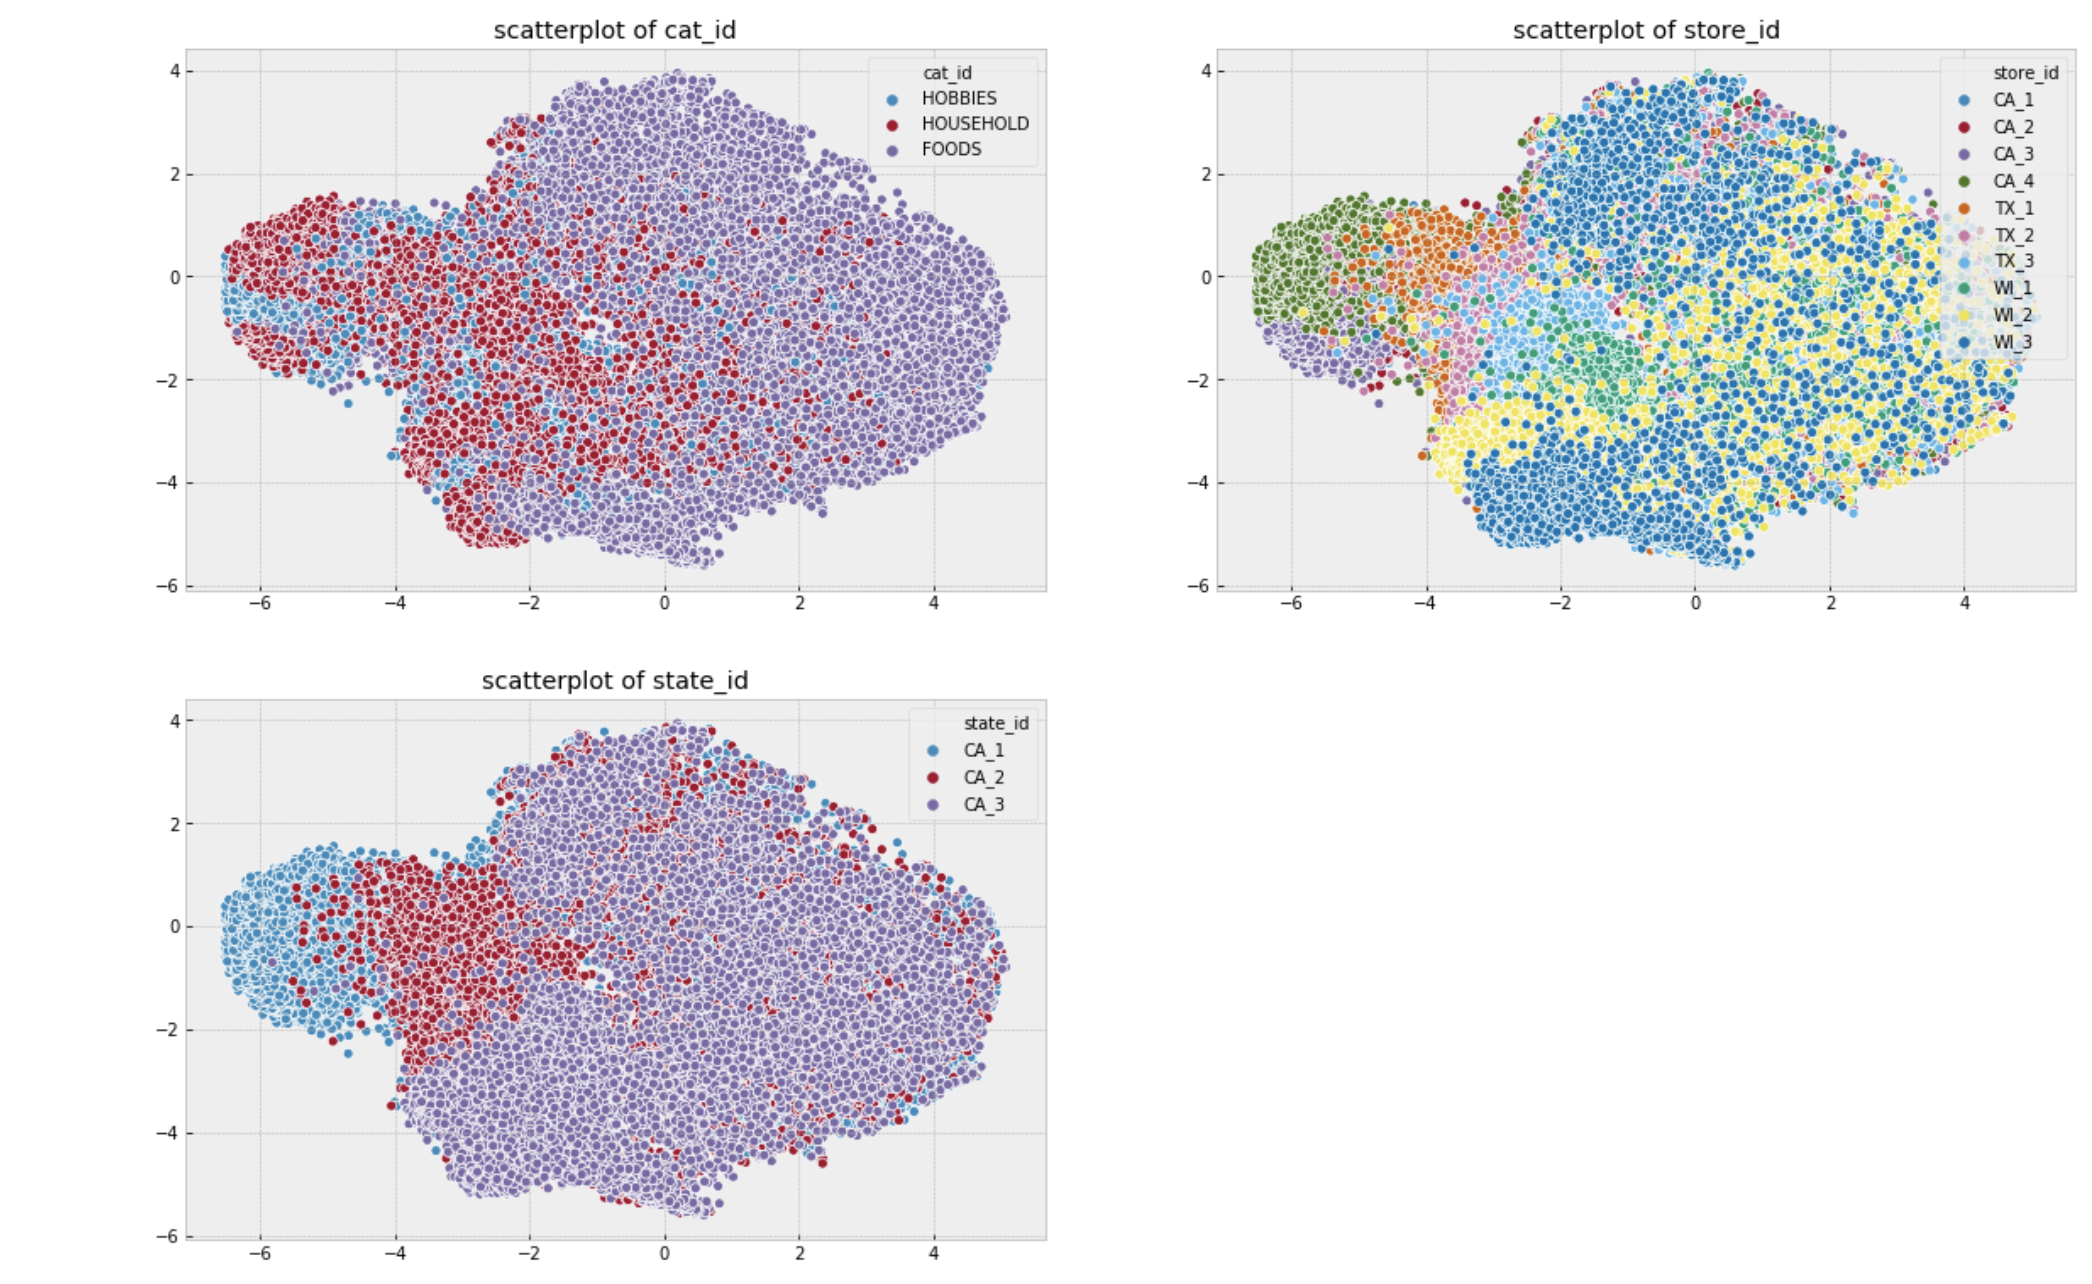 scatterplot of cat_id
4
2
0
−2
−4
−6
−6 −4 −2 0 2 4
cat_id
HOBBIES
HOUSEHOLD
FOODS
scatterplot of store_id
4
2
0
−2
−4
−6
−6 −4 −2 0 2 4
store_id
CA_1
CA_2
CA_3
CA_4
TX_1
TX_2
TX_3
WI_1
WI_2
WI_3
scatterplot of state_id
4
2
0
−2
−4
−6
−6 −4 −2 0 2 4
state_id
CA_1
CA_2
CA_3